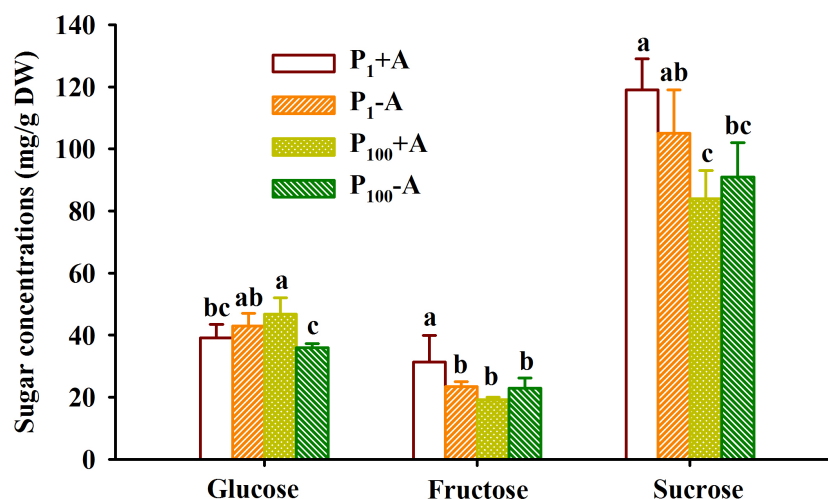 Sugar concentrations (mg/g DW)
140
120
100
80
60
40
20
0
P1+A
P1-A
P100+A
P100-A
bc ab a c
a b b b
a ab c bc
Glucose Fructose Sucrose